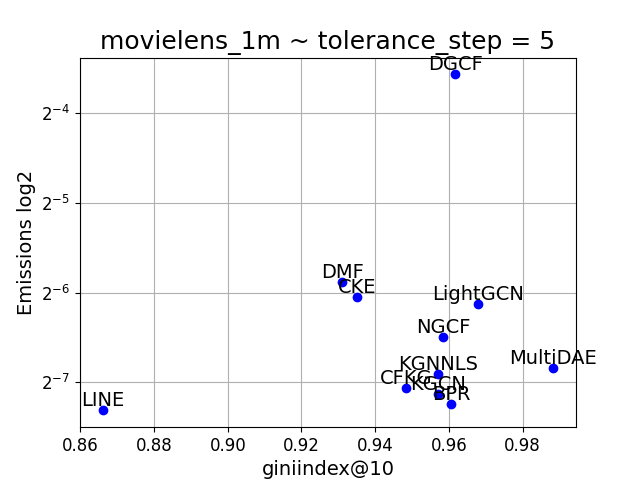 movielens_1m ~ tolerance_step = 5
DGCF
2⁻⁴
2⁻⁵
DMF
CKE
2⁻⁶
LightGCN
NGCF
MultiDAE
KGNNLS
CFKG
KGCN
2⁻⁷
BPR
LINE
Emissions log2
0.86 0.88 0.90 0.92 0.94 0.96 0.98
giniindex@10